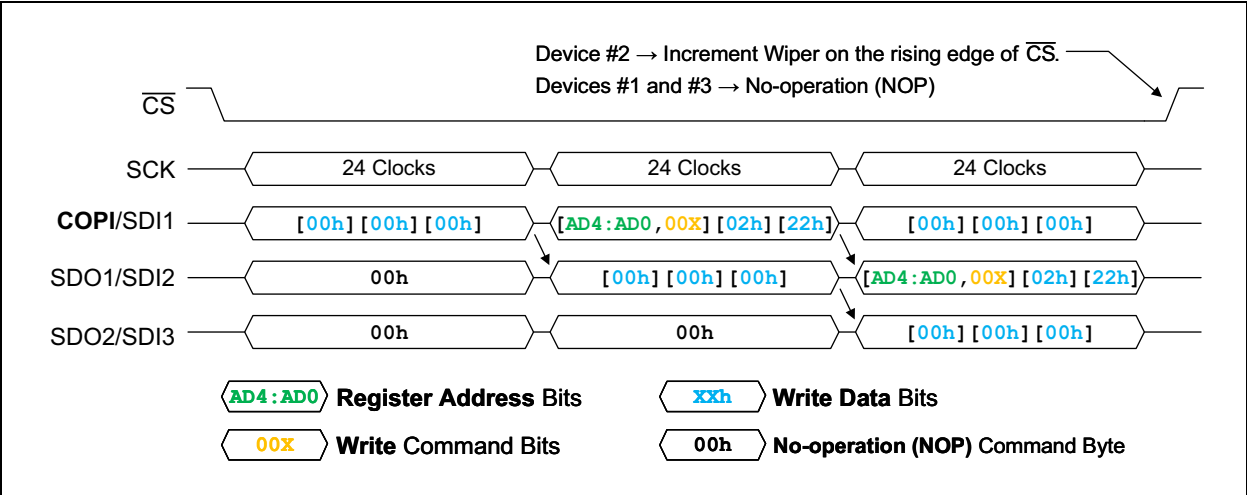 Device #2 → Increment Wiper on the rising edge of C̅S̅.
Devices #1 and #3 → No-operation (NOP)
C̅S̅
SCK 24 Clocks 24 Clocks 24 Clocks
COPI/SDI1 [00h][00h][00h] [AD4:AD0,00X][02h][22h] [00h][00h][00h]
SDO1/SDI2 00h [00h][00h][00h] [AD4:AD0,00X][02h][22h]
SDO2/SDI3 00h 00h [00h][00h][00h]
AD4:AD0 Register Address Bits XXh Write Data Bits
00X Write Command Bits 00h No-operation (NOP) Command Byte